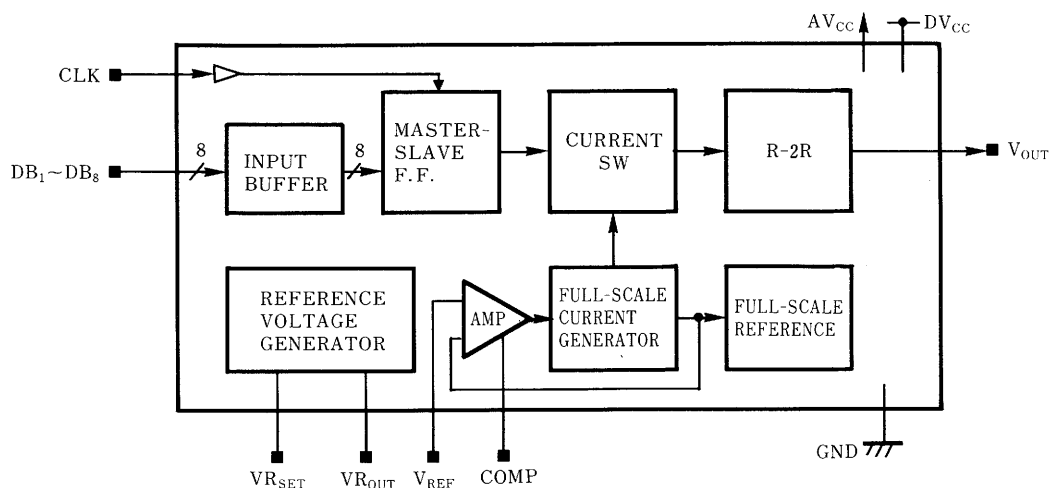 AVCC
DVCC
CLK
8
8
DB1~DB8
INPUT
BUFFER
MASTER-
SLAVE
F.F.
CURRENT
SW
R-2R
VOUT
REFERENCE
VOLTAGE
GENERATOR
AMP
FULL-SCALE
CURRENT
GENERATOR
FULL-SCALE
REFERENCE
VRSET
VROUT
VREF
COMP
GND